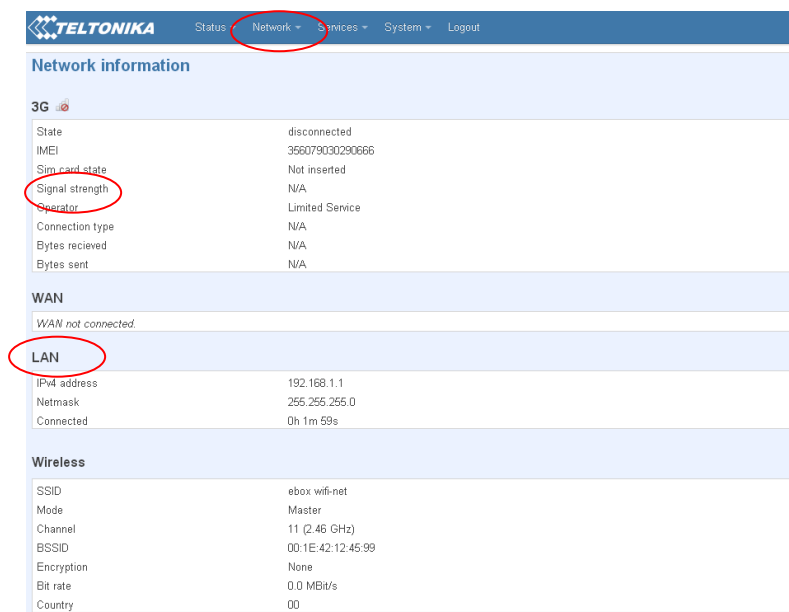 TELTONIKA Status Network Services System Logout
Network information
3G
State disconnected
IMEI 356079030290666
Sim card state Not inserted
Signal strength N/A
Operator Limited Service
Connection type N/A
Bytes recieved N/A
Bytes sent N/A
WAN
WAN not connected.
LAN
IPv4 address 192.168.1.1
Netmask 255.255.255.0
Connected 0h 1m 59s
Wireless
SSID ebox wifi-net
Mode Master
Channel 11 (2.46 GHz)
BSSID 00:1E:42:12:45:99
Encryption None
Bit rate 0.0 MBit/s
Country 00